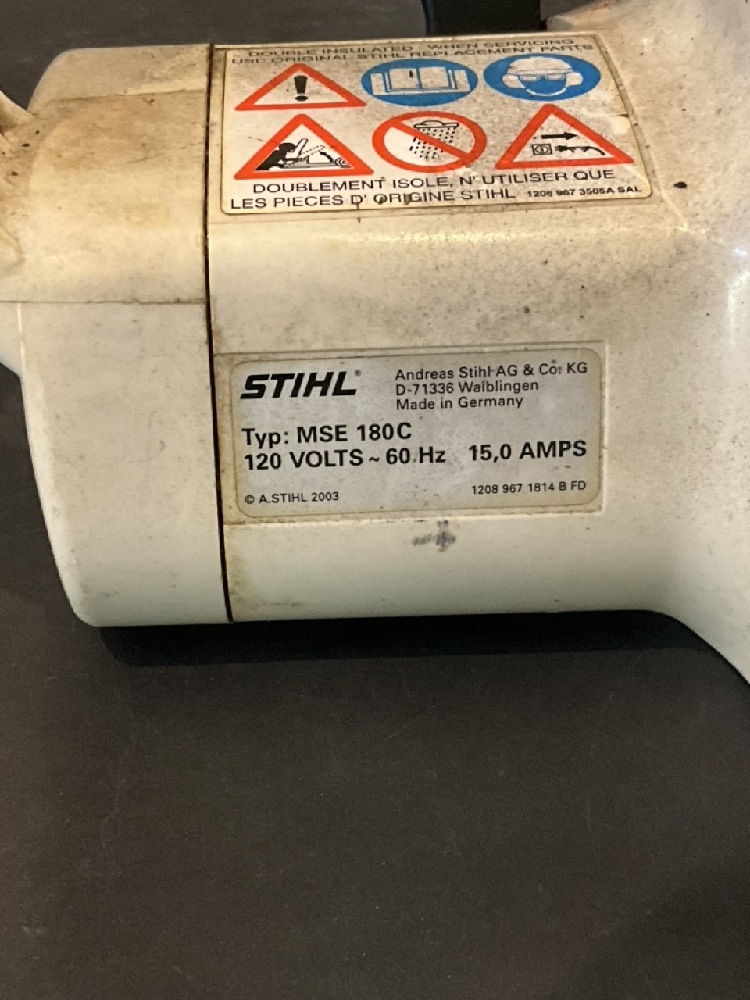 DOUBLE INSULATED - WHEN SERVICING
USE ORIGINAL STIHL REPLACEMENT PARTS
DOUBLEMENT ISOLE, N' UTILISER QUE
LES PIECES D' ORIGINE STIHL 1208 967 3505A SAL
STIHL® Andreas Stihl AG & Co. KG
D-71336 Waiblingen
Made in Germany
Typ: MSE 180C
120 VOLTS ~ 60 Hz 15,0 AMPS
© A.STIHL 2003 1208 967 1814 B FD